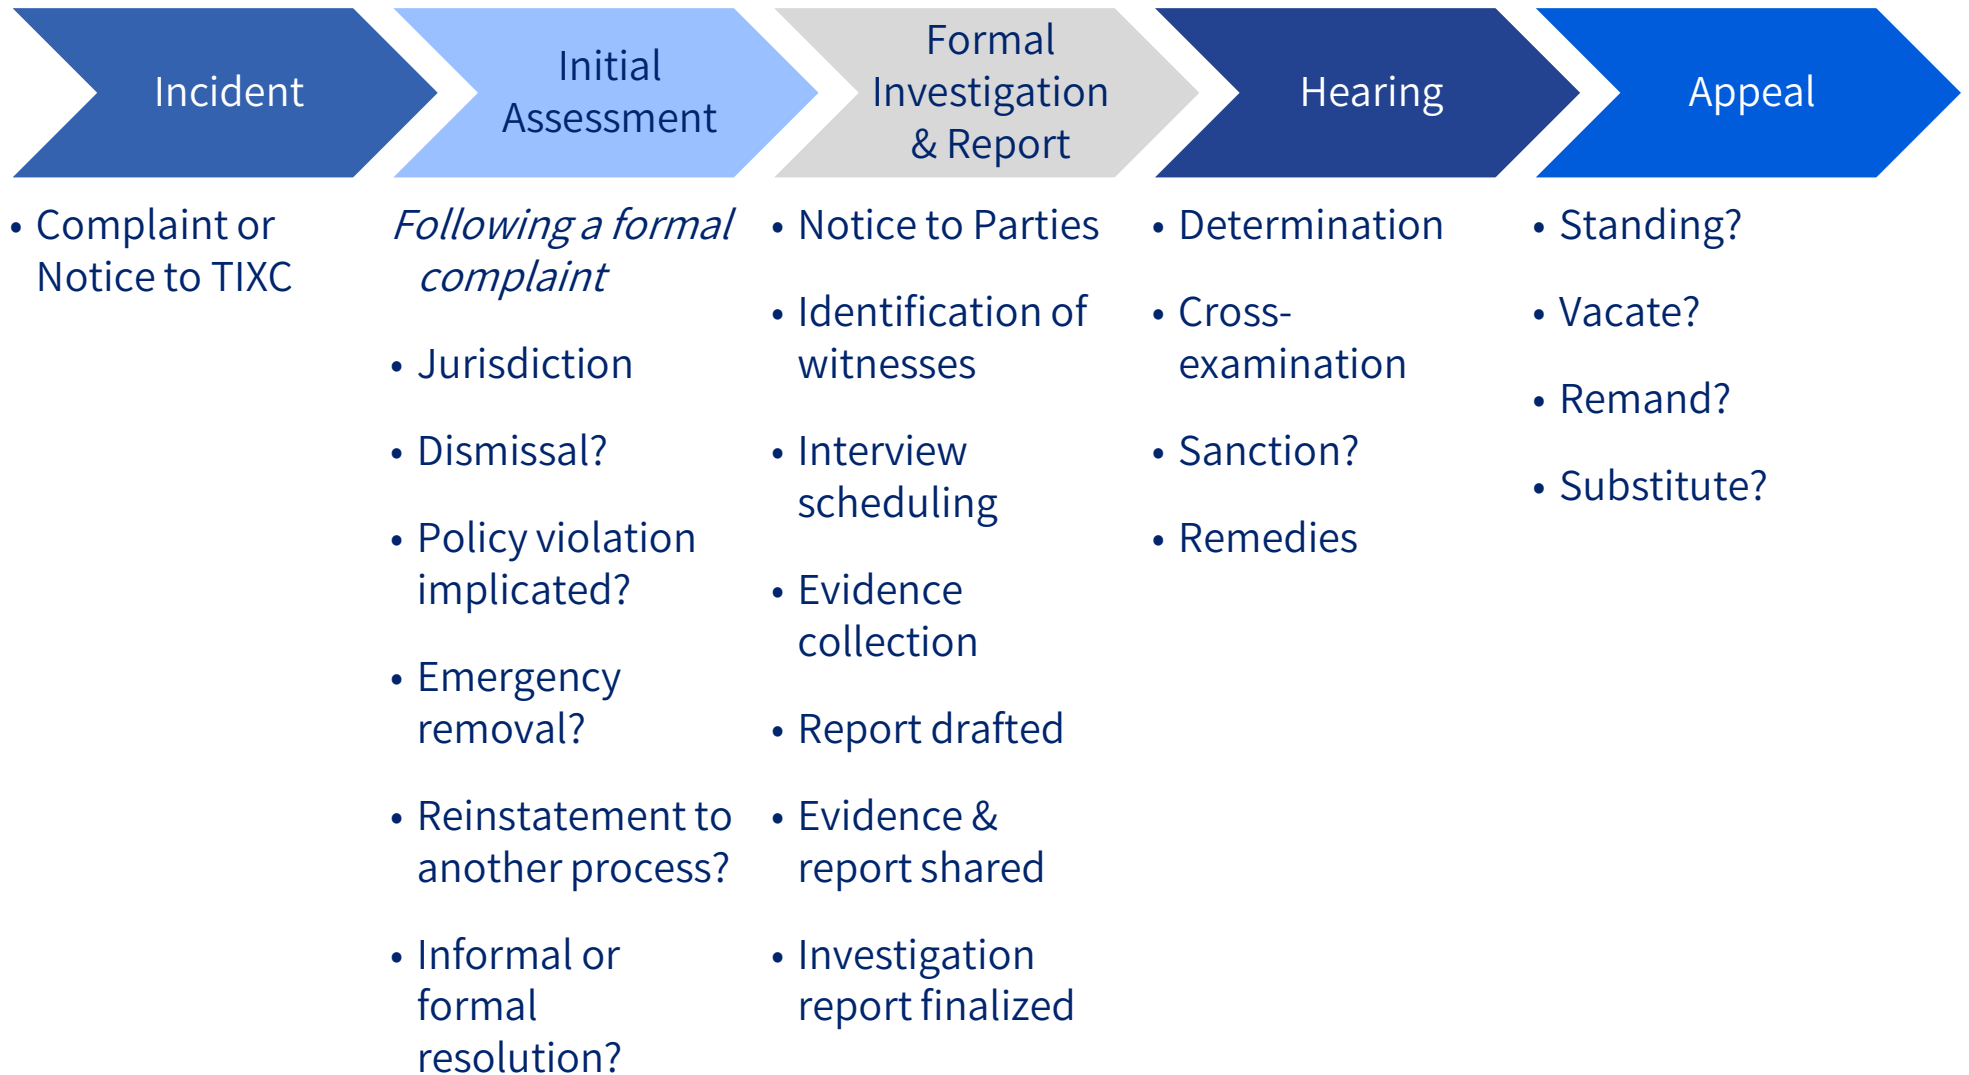 Incident
Initial
Assessment
Formal
Investigation
& Report
Hearing
Appeal
• Complaint or
Notice to TIXC
Following a formal
complaint
• Jurisdiction
• Dismissal?
• Policy violation
implicated?
• Emergency
removal?
• Reinstatement to
another process?
• Informal or
formal
resolution?
• Notice to Parties
• Identification of
witnesses
• Interview
scheduling
• Evidence
collection
• Report drafted
• Evidence &
report shared
• Investigation
report finalized
• Determination
• Cross-
examination
• Sanction?
• Remedies
• Standing?
• Vacate?
• Remand?
• Substitute?